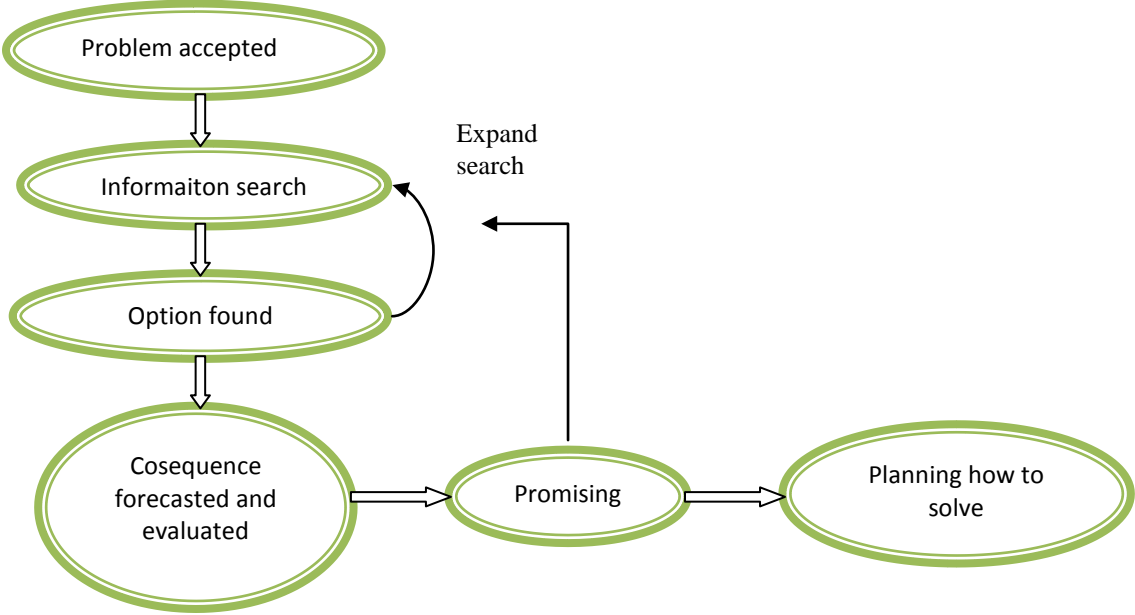 Problem accepted
Expand
search
Informaiton search
Option found
Cosequence
forecasted and
evaluated
Promising
Planning how to
solve